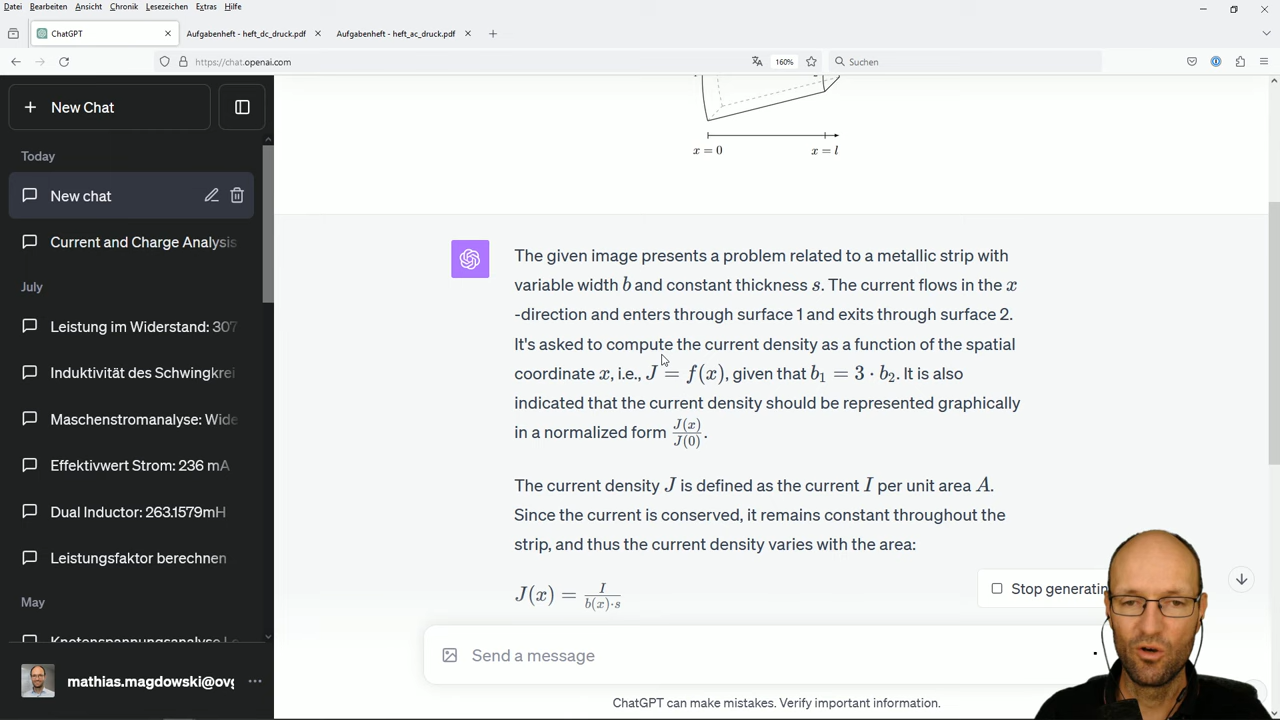 Datei Bearbeiten Ansicht Chronik Lesezeichen Extras Hilfe
ChatGPT
Aufgabenheft - heft_dc_druck.pdf
Aufgabenheft - heft_ac_druck.pdf
https://chat.openai.com
160%
Suchen
New Chat
Today
New chat
Current and Charge Analysis
July
Leistung im Widerstand: 307
Induktivität des Schwingkrei
Maschenstromanalyse: Wide
Effektivwert Strom: 236 mA
Dual Inductor: 263.1579mH
Leistungsfaktor berechnen
May
Knotenspannungsanalyse L
mathias.magdowski@ovg
x = 0
x = l
The given image presents a problem related to a metallic strip with
variable width b and constant thickness s. The current flows in the x
-direction and enters through surface 1 and exits through surface 2.
It's asked to compute the current density as a function of the spatial
coordinate x, i.e., J = f(x), given that b₁ = 3 · b₂. It is also
indicated that the current density should be represented graphically
in a normalized form J(x)/J(0).
The current density J is defined as the current I per unit area A.
Since the current is conserved, it remains constant throughout the
strip, and thus the current density varies with the area:
J(x) = I/b(x)·s
Stop generatin
Send a message
ChatGPT can make mistakes. Verify important information.